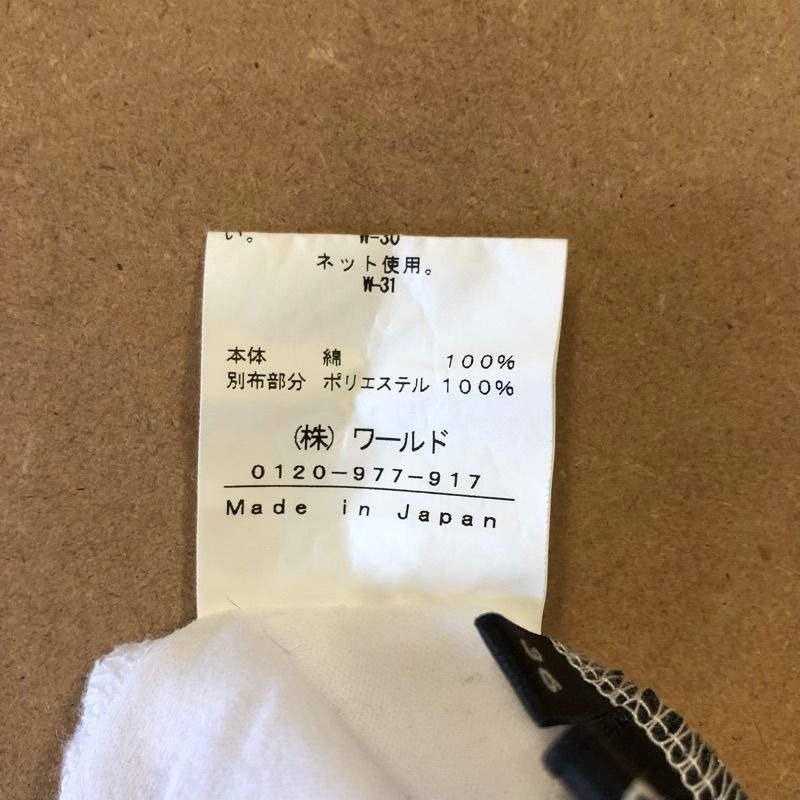 い。 W-30
ネット使用。
W-31
本体 綿 100%
別布部分 ポリエステル 100%
(株)ワールド
0120-977-917
Made in Japan